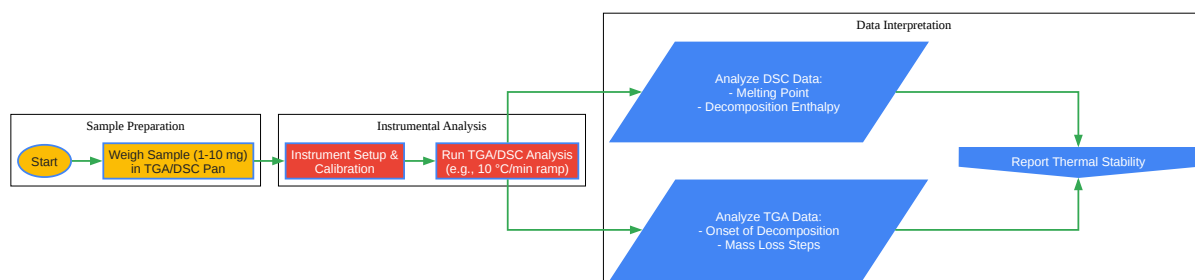 Data Interpretation
Analyze DSC Data:
- Melting Point
- Decomposition Enthalpy
Sample Preparation
Instrumental Analysis
Start
Weigh Sample (1-10 mg)
in TGA/DSC Pan
Instrument Setup &
Calibration
Run TGA/DSC Analysis
(e.g., 10 °C/min ramp)
Report Thermal Stability
Analyze TGA Data:
- Onset of Decomposition
- Mass Loss Steps